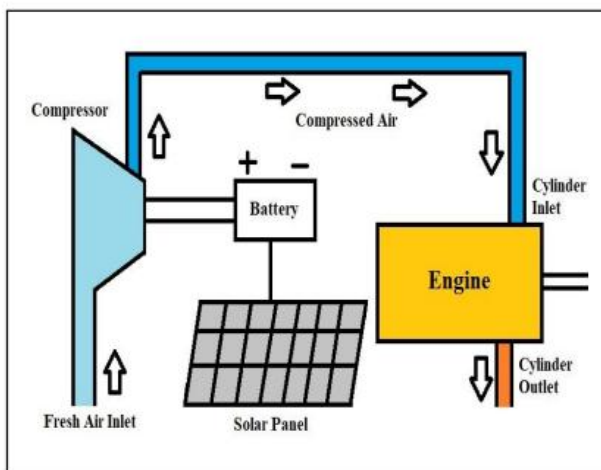 Compressor
Compressed Air
+ -
Battery
Cylinder
Inlet
Engine
Cylinder
Outlet
Fresh Air Inlet
Solar Panel